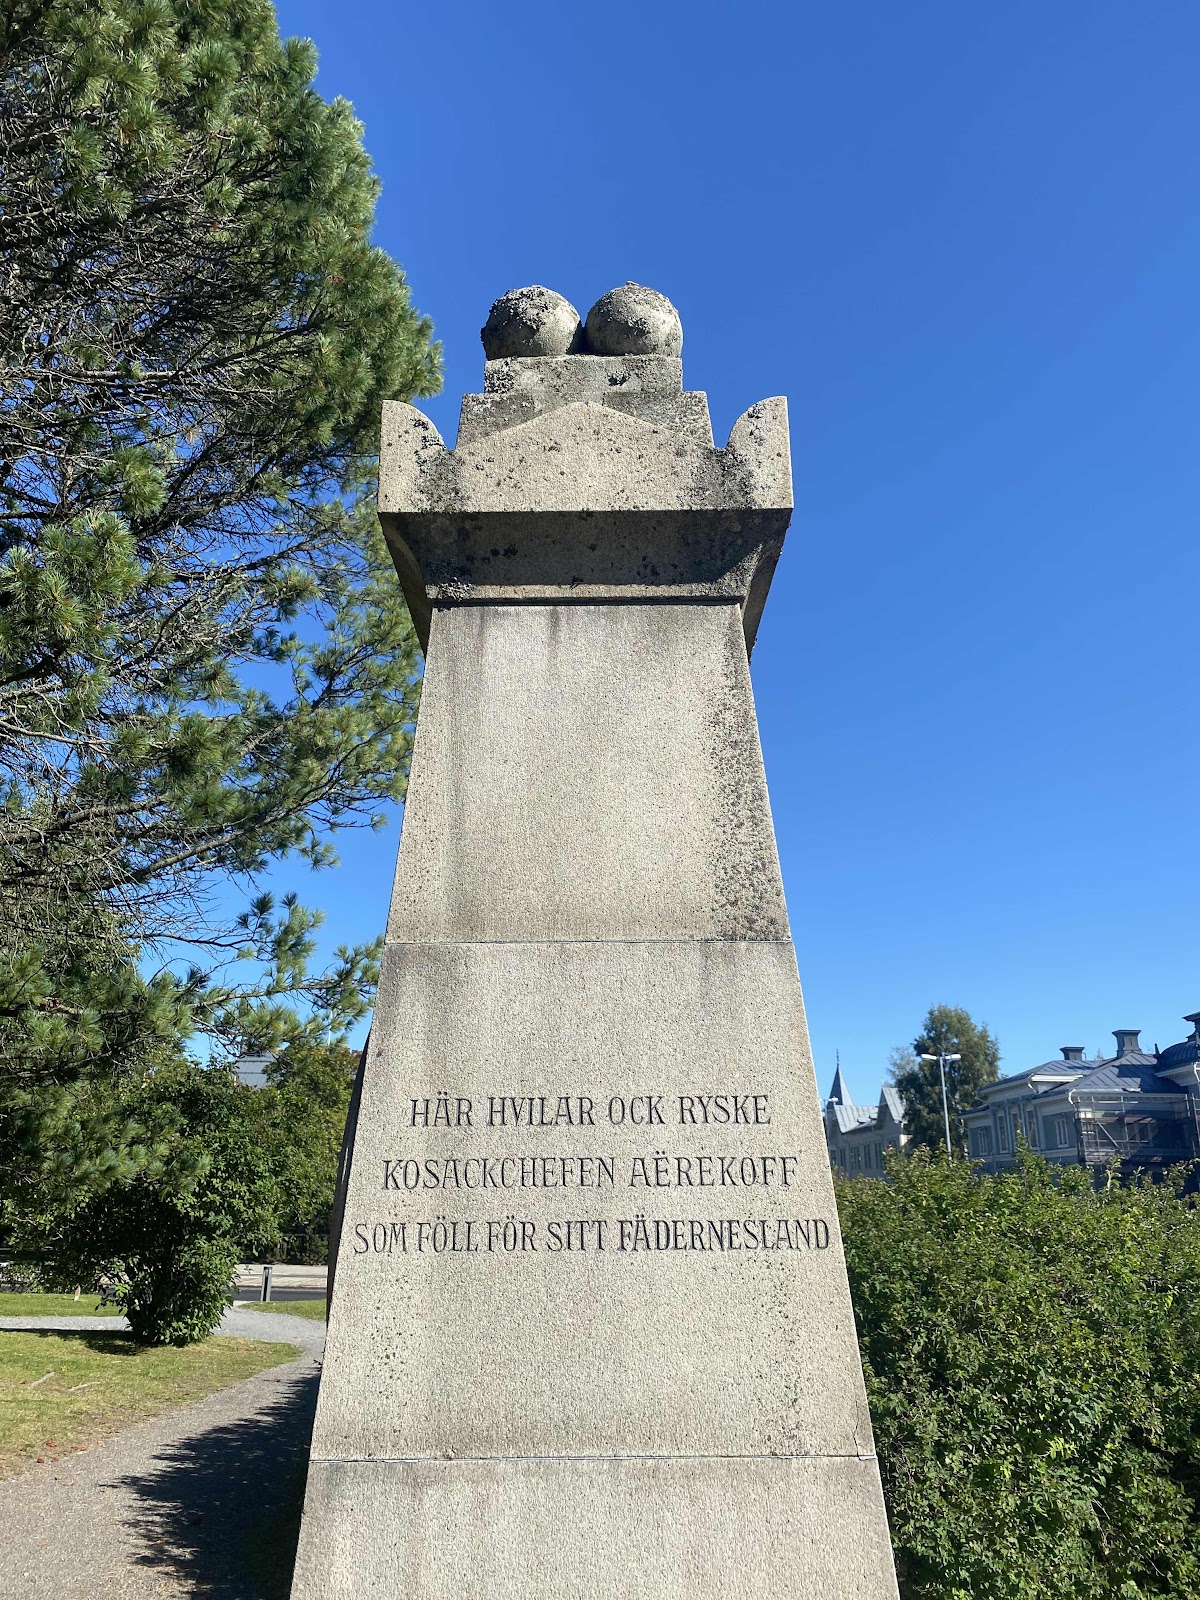 HÄR HVILAR OCK RYSKE
KOSACKCHEFEN AËREKOFF
SOM FÖLL FÖR SITT FÄDERNESLAND